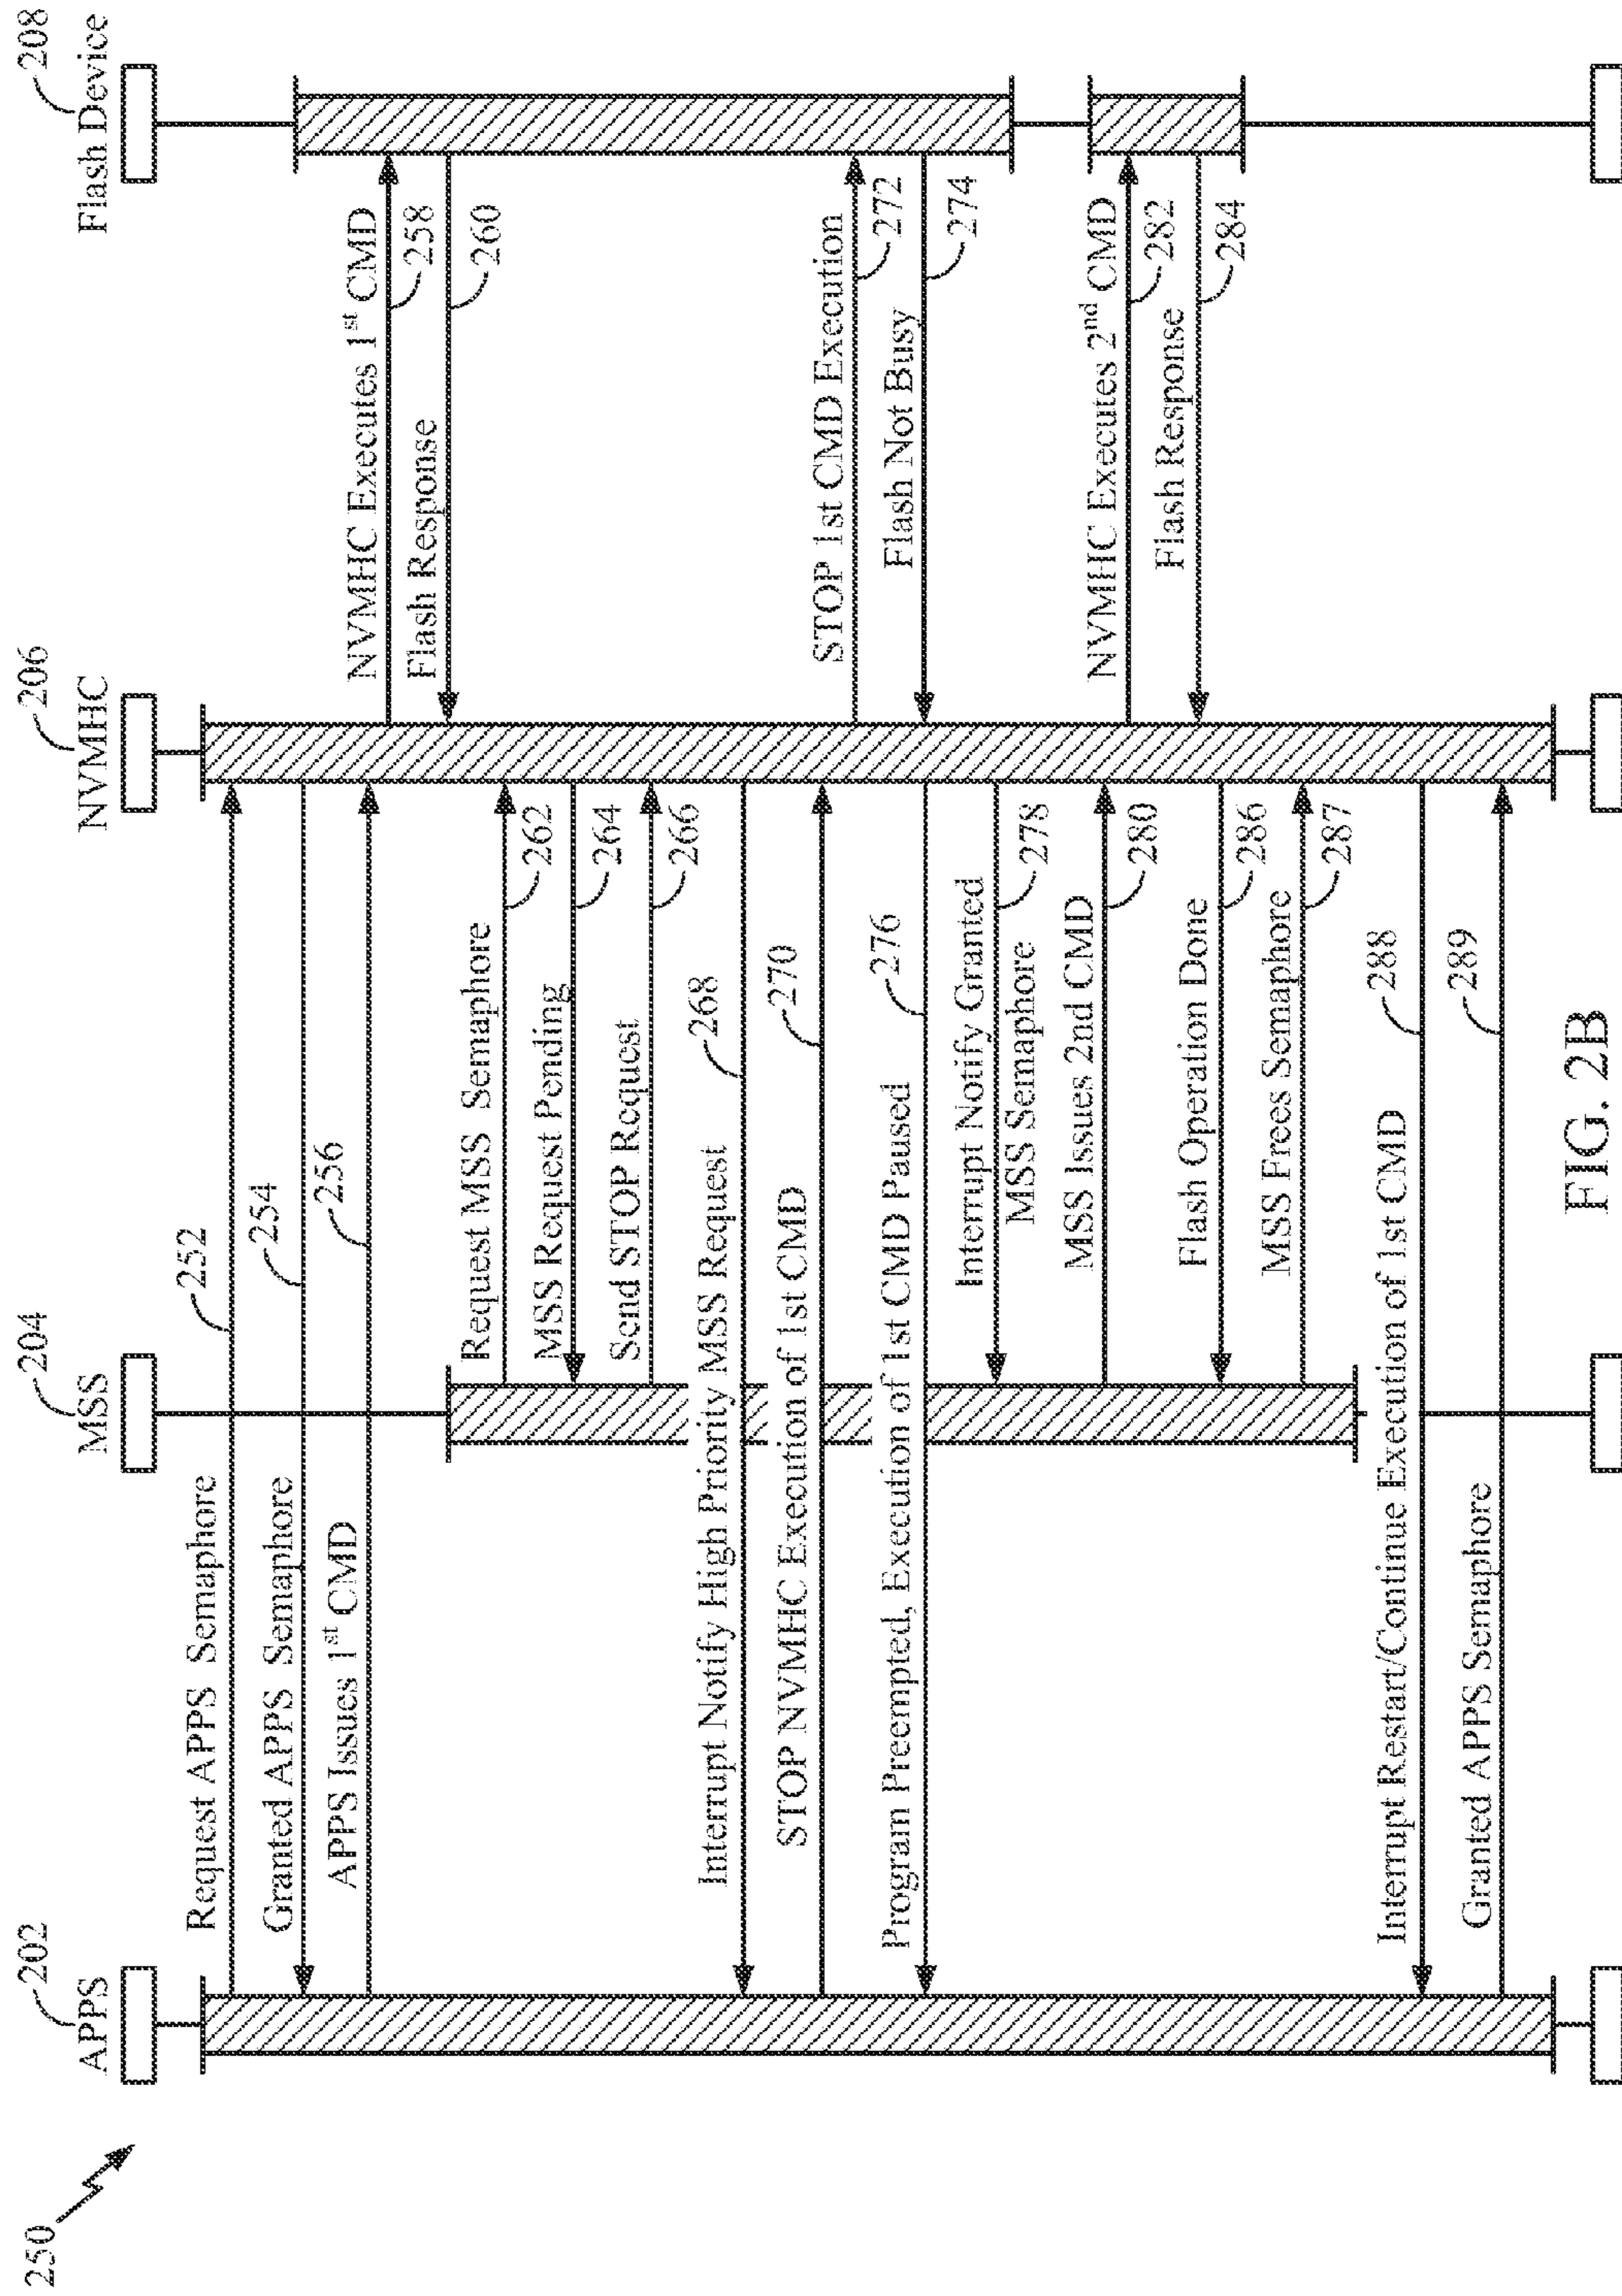 250
202
APPS
204
MSS
206
NVMHC
208
Flash Device
Request APPS Semaphore
252
Granted APPS Semaphore
254
APPS Issues 1st CMD
256
NVMHC Executes 1st CMD
258
Flash Response
260
Request MSS Semaphore
262
MSS Request Pending
264
Send STOP Request
266
Interrupt Notify High Priority MSS Request
268
STOP NVMHC Execution of 1st CMD
270
STOP 1st CMD Execution
272
Flash Not Busy
274
Program Preempted, Execution of 1st CMD Paused
276
Interrupt Notify Granted
MSS Semaphore
278
MSS Issues 2nd CMD
280
NVMHC Executes 2nd CMD
282
Flash Response
284
Flash Operation Done
286
MSS Frees Semaphore
287
Interrupt Restart/Continue Execution of 1st CMD
288
Granted APPS Semaphore
289
FIG. 2B